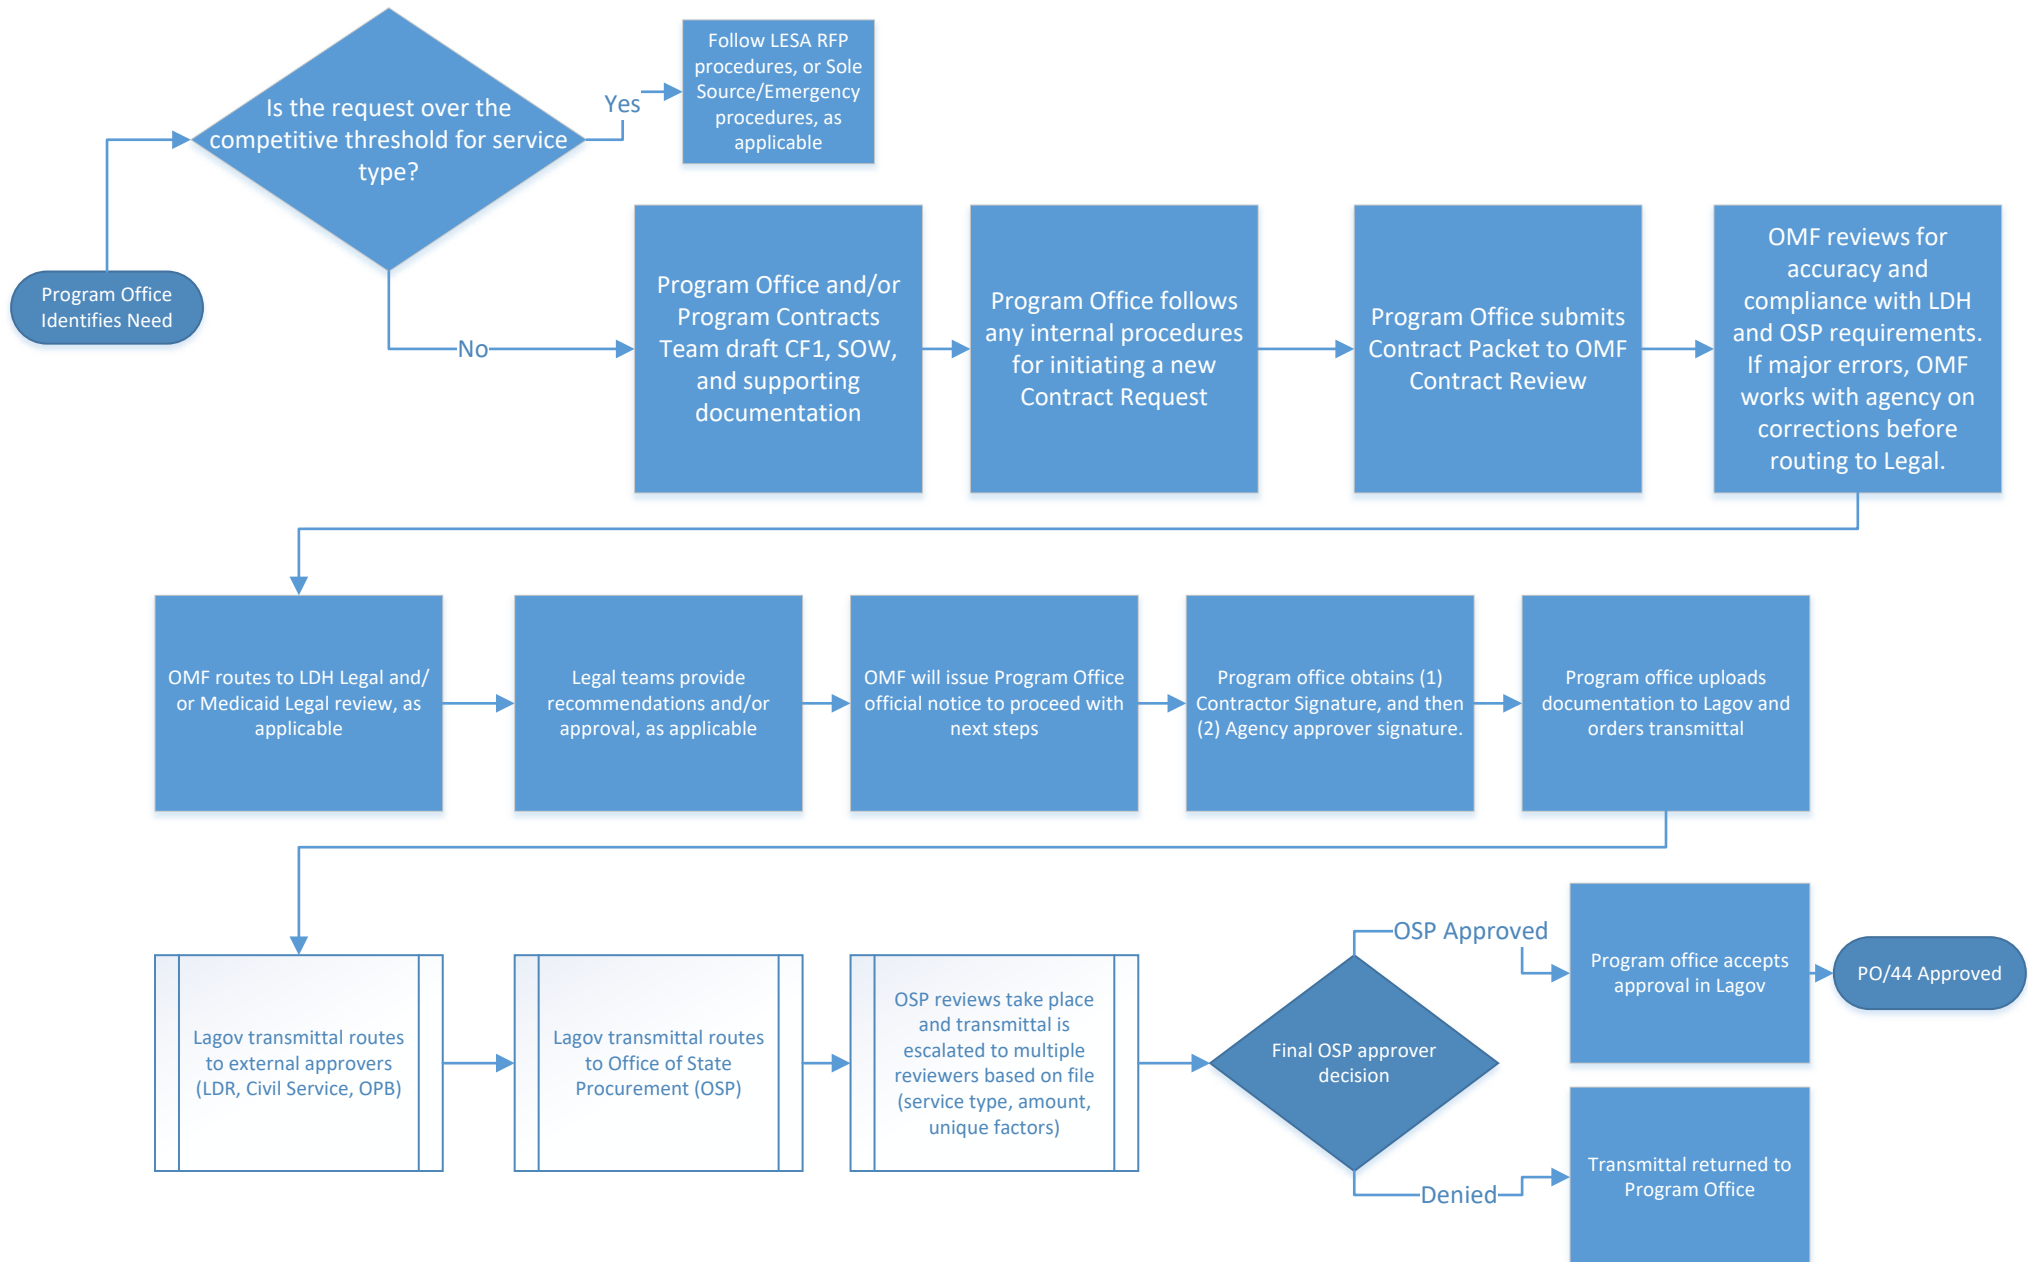 Is the request over the
competitive threshold for service
type?
Yes
Follow LESA RFP
procedures, or Sole
Source/Emergency
procedures, as
applicable
Program Office
Identifies Need
No
Program Office and/or
Program Contracts
Team draft CF1, SOW,
and supporting
documentation
Program Office follows
any internal procedures
for initiating a new
Contract Request
Program Office submits
Contract Packet to OMF
Contract Review
OMF reviews for
accuracy and
compliance with LDH
and OSP requirements.
If major errors, OMF
works with agency on
corrections before
routing to Legal.
OMF routes to LDH Legal and/
or Medicaid Legal review, as
applicable
Legal teams provide
recommendations and/or
approval, as applicable
OMF will issue Program Office
official notice to proceed with
next steps
Program office obtains (1)
Contractor Signature, and then
(2) Agency approver signature.
Program office uploads
documentation to Lagov and
orders transmittal
Lagov transmittal routes
to external approvers
(LDR, Civil Service, OPB)
Lagov transmittal routes
to Office of State
Procurement (OSP)
OSP reviews take place
and transmittal is
escalated to multiple
reviewers based on file
(service type, amount,
unique factors)
Final OSP approver
decision
OSP Approved
Program office accepts
approval in Lagov
PO/44 Approved
Denied
Transmittal returned to
Program Office